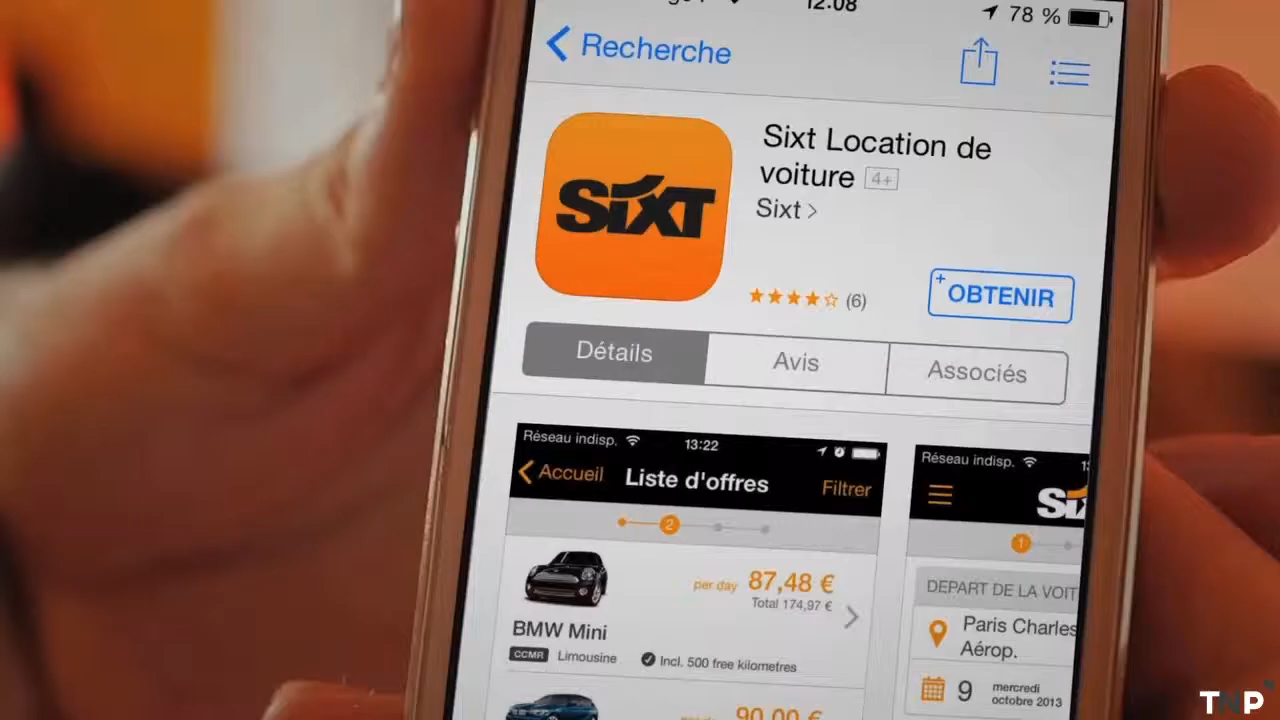 12:08
78 %
Recherche
SiXT
Sixt Location de
voiture 4+
Sixt
(6)
+ OBTENIR
Détails
Avis
Associés
Réseau indisp.
13:22
Accueil
Liste d'offres
Filtrer
2
per day 87,48 €
Total 174,97 €
BMW Mini
CCMR Limousine
Incl. 500 free kilometres
90,00 €
Réseau indisp.
1
DEPART DE LA VOIT
Paris Charles
Aérop.
9 mercredi
octobre 2013
TNP